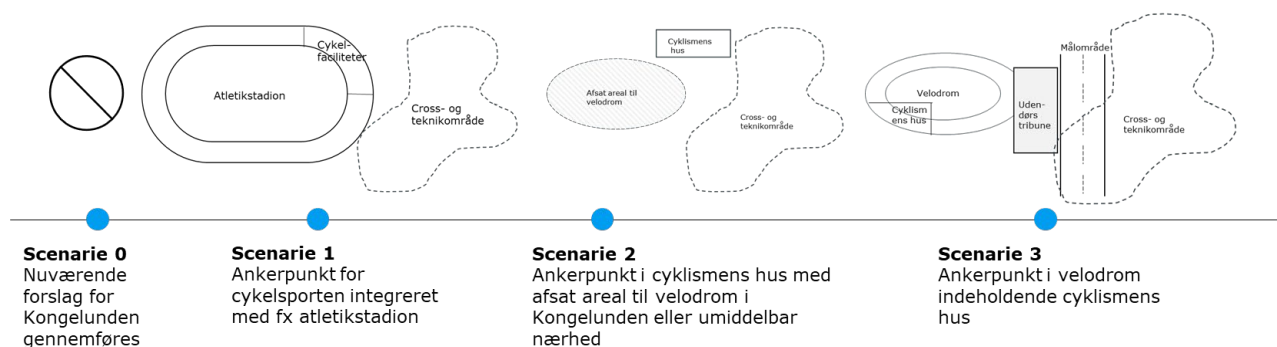 Cykel-
faciliteter
Atletikstadion
Cross- og
teknikområde
Cyklismens
hus
Afsat areal til
velodrom
Cross- og
teknikområde
Målområde
Velodrom
Cyklism
ens hus
Uden-
dørs
tribune
Cross- og
teknikområde
Scenarie 0
Nuværende
forslag for
Kongelunden
gennemføres
Scenarie 1
Ankerpunkt for
cykelsporten integreret
med fx atletikstadion
Scenarie 2
Ankerpunkt i cyklismens hus med
afsat areal til velodrom i
Kongelunden eller umiddelbar
nærhed
Scenarie 3
Ankerpunkt i velodrom
indeholdende cyklismens
hus